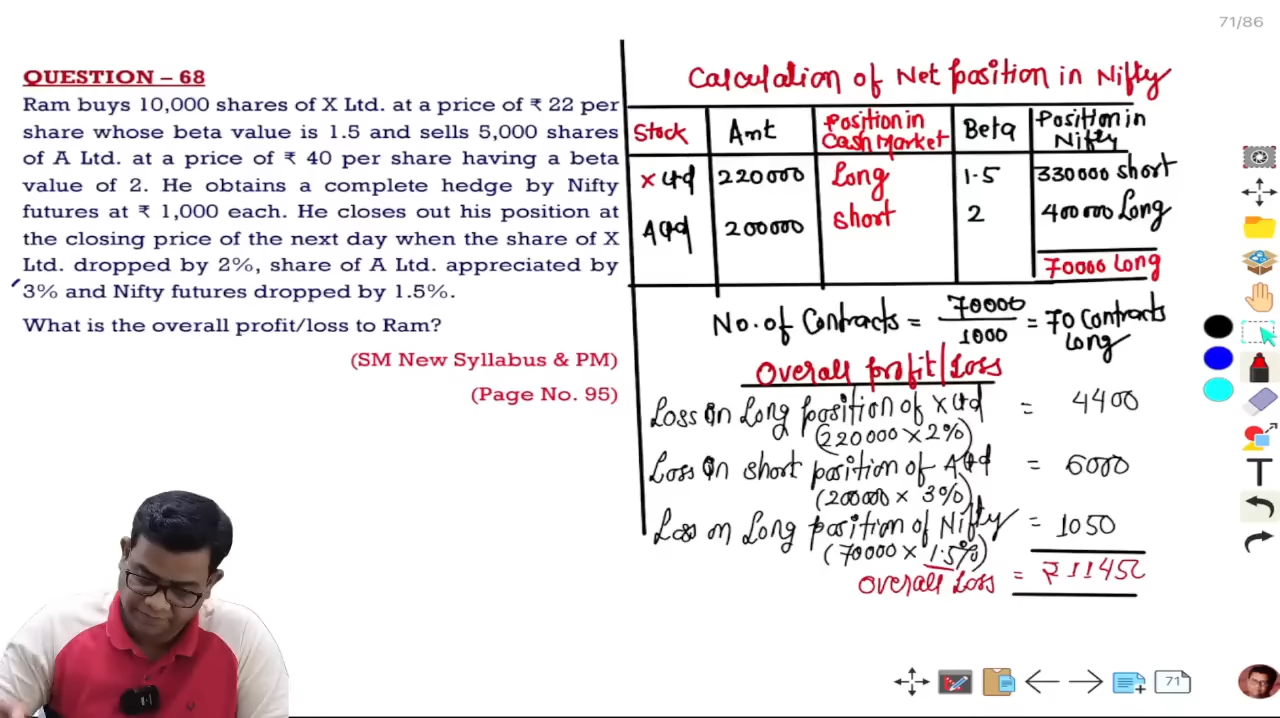 71/86
QUESTION – 68
Ram buys 10,000 shares of X Ltd. at a price of ₹ 22 per
share whose beta value is 1.5 and sells 5,000 shares
of A Ltd. at a price of ₹ 40 per share having a beta
value of 2. He obtains a complete hedge by Nifty
futures at ₹ 1,000 each. He closes out his position at
the closing price of the next day when the share of X
Ltd. dropped by 2%, share of A Ltd. appreciated by
3% and Nifty futures dropped by 1.5%.
What is the overall profit/loss to Ram?
(SM New Syllabus & PM)
(Page No. 95)
Calculation of Net position in Nifty
Stock Amt Position in Cash Market Beta Position in Nifty
X Ltd 220000 Long 1.5 330000 short
A Ltd 200000 short 2 400000 Long
70000 Long
No. of Contracts = 70000 / 1000 = 70 Contracts Long
Overall profit/Loss
Loss in Long position of X Ltd = 4400
(220000 × 2%)
Loss in short position of A Ltd = 6000
(200000 × 3%)
Loss on Long position of Nifty = 1050
(70000 × 1.5%)
Overall Loss = ₹ 11450
T
71